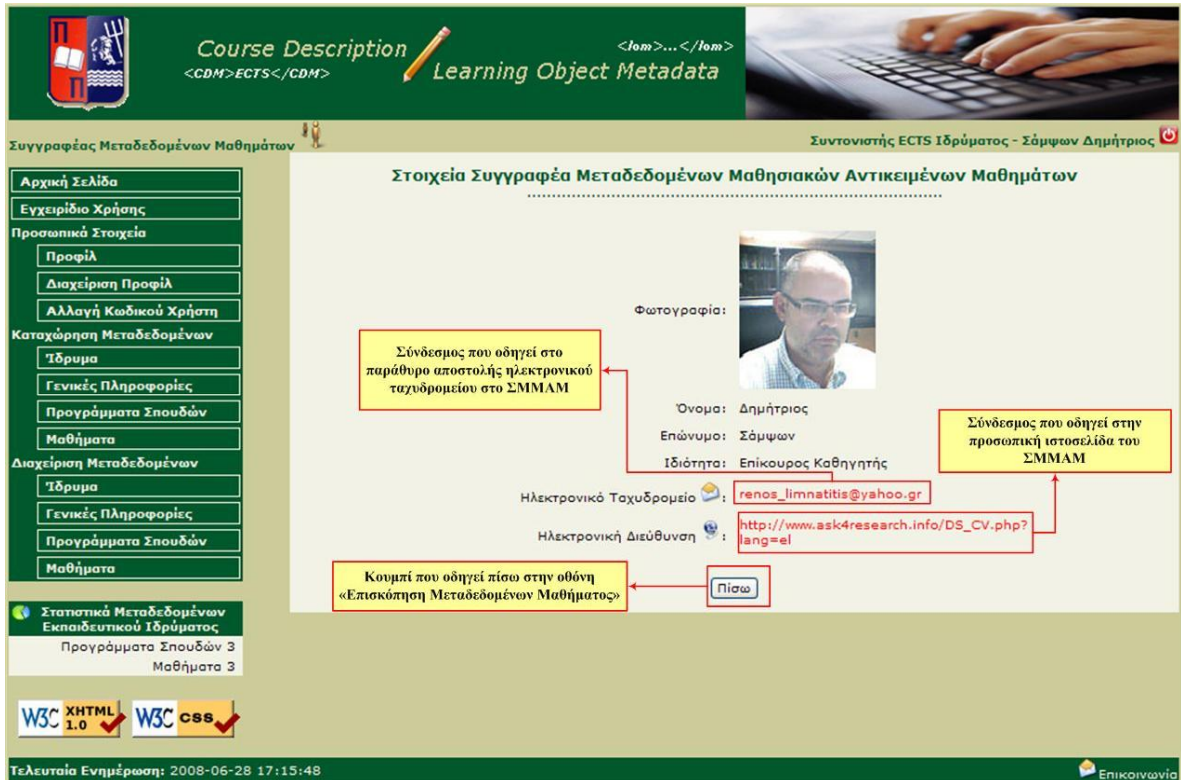 Course Description
<CDM>ECTS</CDM>
<lom>...</lom>
Learning Object Metadata
Συγγραφέας Μεταδεδομένων Μαθημάτων
Συντονιστής ECTS Ιδρύματος - Σάμψων Δημήτριος
Αρχική Σελίδα
Εγχειρίδιο Χρήσης
Προσωπικά Στοιχεία
Προφίλ
Διαχείριση Προφίλ
Αλλαγή Κωδικού Χρήστη
Καταχώρηση Μεταδεδομένων
Ίδρυμα
Γενικές Πληροφορίες
Προγράμματα Σπουδών
Μαθήματα
Διαχείριση Μεταδεδομένων
Ίδρυμα
Γενικές Πληροφορίες
Προγράμματα Σπουδών
Μαθήματα
Στατιστικά Μεταδεδομένων
Εκπαιδευτικού Ιδρύματος
Προγράμματα Σπουδών 3
Μαθήματα 3
W3C XHTML 1.0
W3C css
Στοιχεία Συγγραφέα Μεταδεδομένων Μαθησιακών Αντικειμένων Μαθημάτων
Φωτογραφία:
Σύνδεσμος που οδηγεί στο
παράθυρο αποστολής ηλεκτρονικού
ταχυδρομείου στο ΣΜΜΑΜ
Όνομα: Δημήτριος
Επώνυμο: Σάμψων
Ιδιότητα: Επίκουρος Καθηγητής
Σύνδεσμος που οδηγεί στην
προσωπική ιστοσελίδα του
ΣΜΜΑΜ
Ηλεκτρονικό Ταχυδρομείο : renos_limnatitis@yahoo.gr
Ηλεκτρονική Διεύθυνση : http://www.ask4research.info/DS_CV.php?
lang=el
Κουμπί που οδηγεί πίσω στην οθόνη
«Επισκόπηση Μεταδεδομένων Μαθήματος»
Πίσω
Τελευταία Ενημέρωση: 2008-06-28 17:15:48
Επικοινωνία